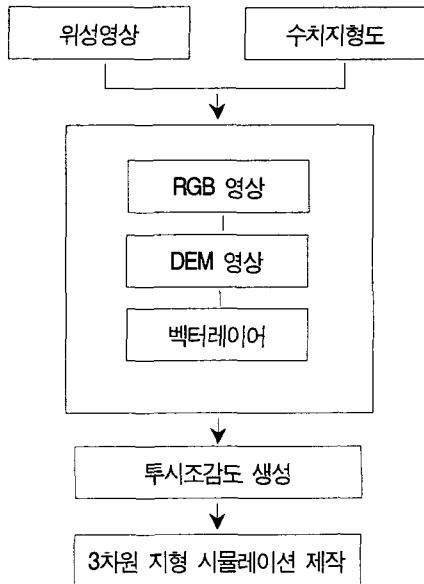 위성영상
수치지형도
RGB 영상
DEM 영상
벡터레이어
투시조감도 생성
3차원 지형 시뮬레이션 제작